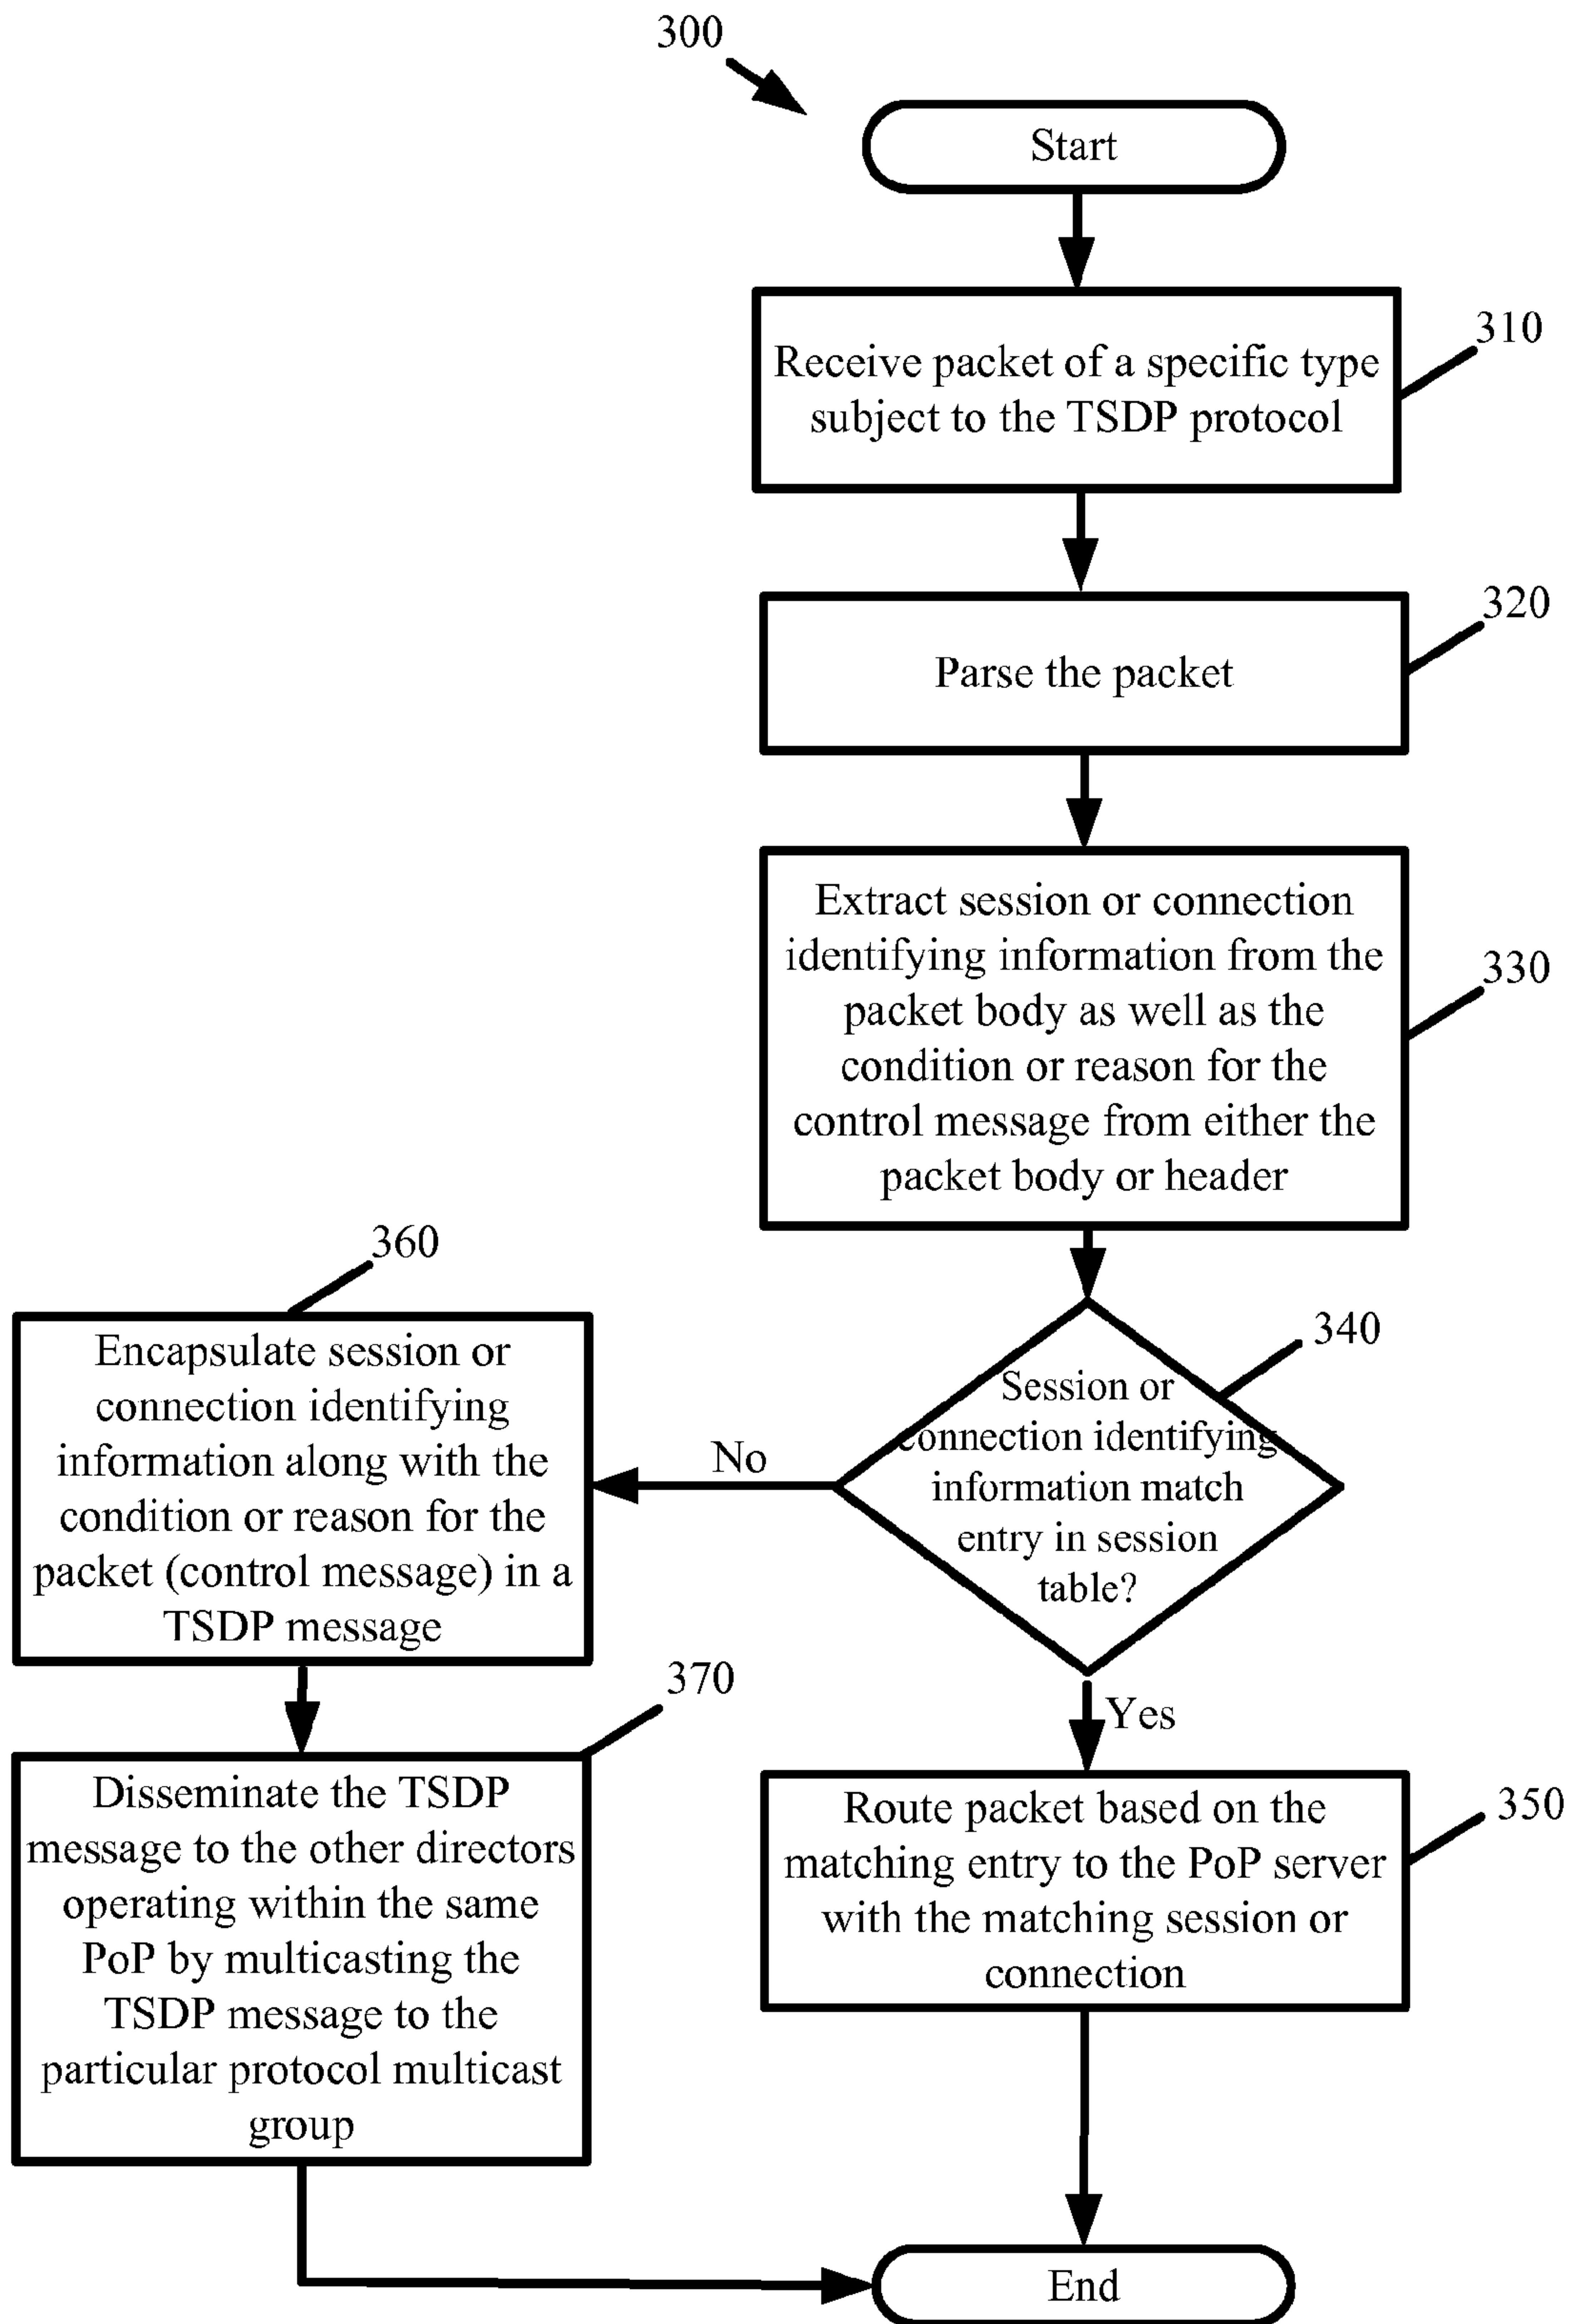 300
Start
310
Receive packet of a specific type
subject to the TSDP protocol
320
Parse the packet
330
Extract session or connection
identifying information from the
packet body as well as the
condition or reason for the
control message from either the
packet body or header
340
Session or
connection identifying
information match
entry in session
table?
No
360
Encapsulate session or
connection identifying
information along with the
condition or reason for the
packet (control message) in a
TSDP message
370
Disseminate the TSDP
message to the other directors
operating within the same
PoP by multicasting the
TSDP message to the
particular protocol multicast
group
Yes
350
Route packet based on the
matching entry to the PoP server
with the matching session or
connection
End